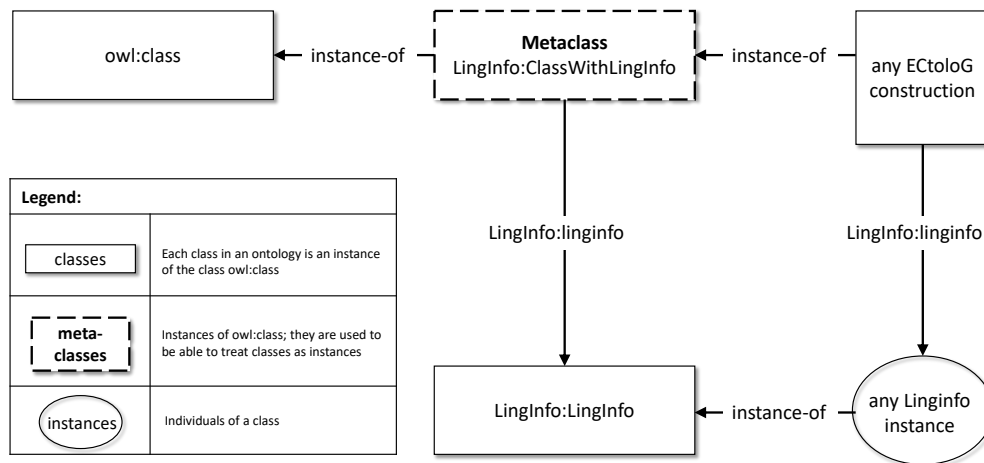 owl:class
instance-of
Metaclass
LingInfo:ClassWithLingInfo
instance-of
any ECtoloG
construction
LingInfo:linginfo
LingInfo:linginfo
Legend:
classes
Each class in an ontology is an instance
of the class owl:class
meta-
classes
Instances of owl:class; they are used to
be able to treat classes as instances
instances
Individuals of a class
LingInfo:LingInfo
instance-of
any Linginfo
instance